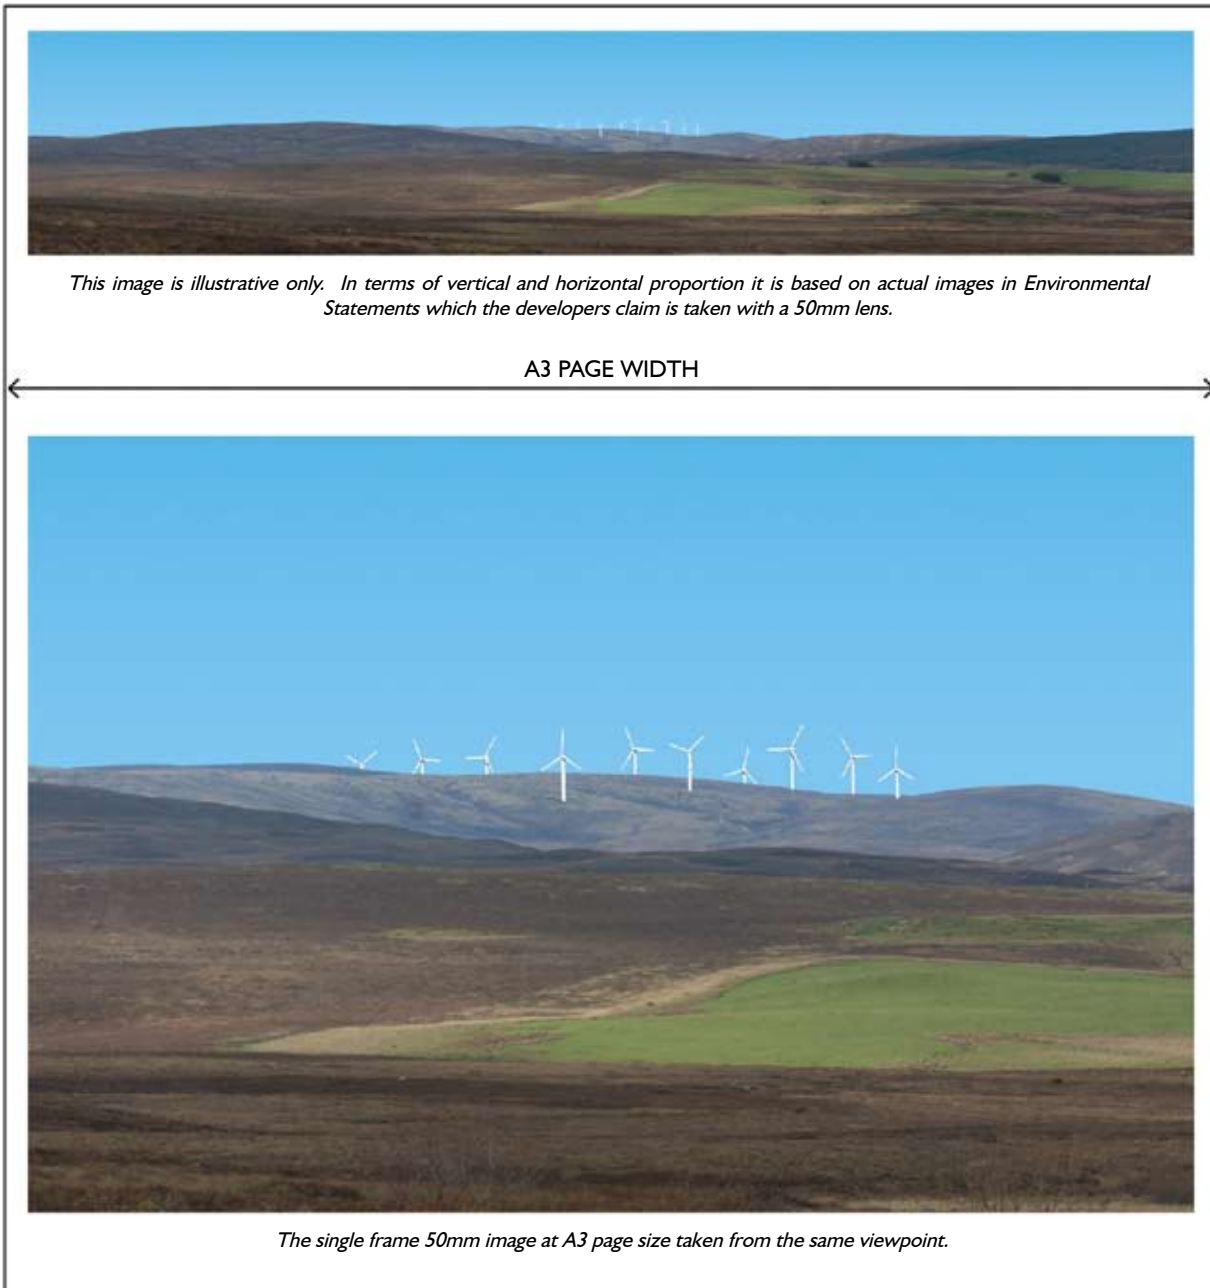 This image is illustrative only. In terms of vertical and horizontal proportion it is based on actual images in Environmental
Statements which the developers claim is taken with a 50mm lens.
A3 PAGE WIDTH
The single frame 50mm image at A3 page size taken from the same viewpoint.